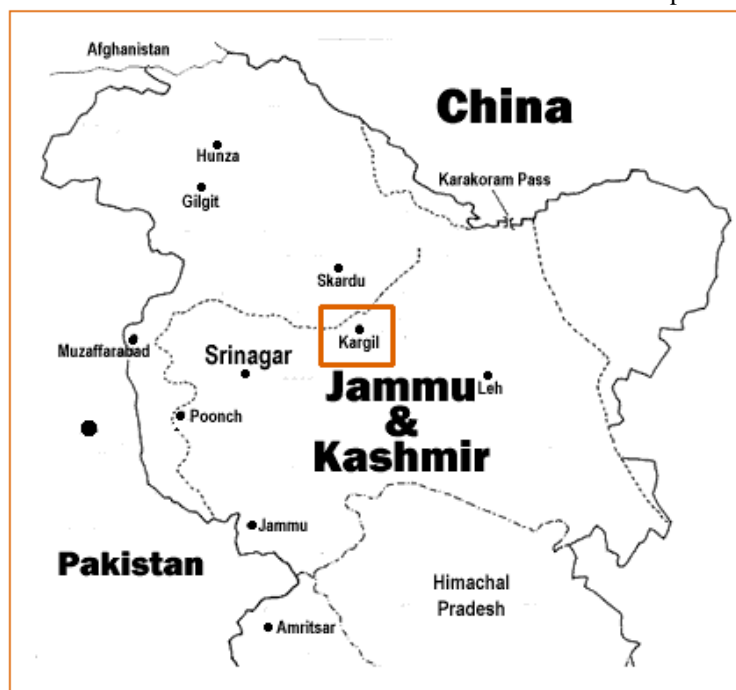 Afghanistan
China
Hunza
Karakoram Pass
Gilgit
Skardu
Kargil
Muzaffarabad
Srinagar
Jammu
Leh
&
Poonch
Kashmir
Jammu
Pakistan
Himachal
Pradesh
Amritsar